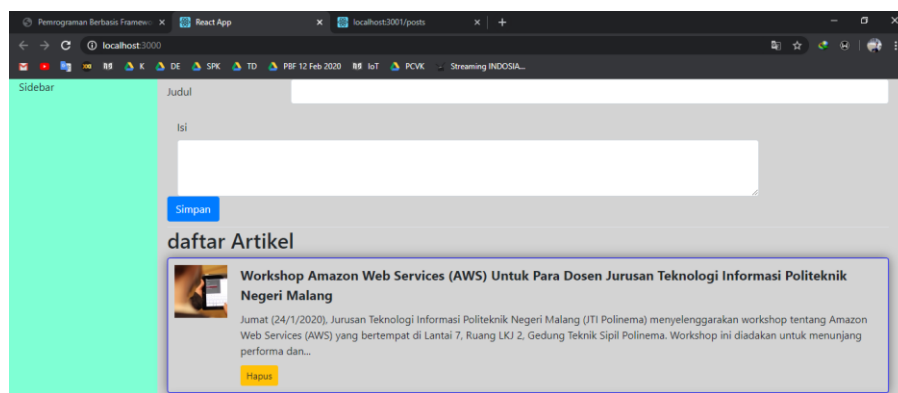 Pemrograman Berbasis Framewo
React App
localhost:3001/posts
localhost:3000
K
DE
SPK
TD
PBF 12 Feb 2020
IoT
PCVK
Streaming INDOSIA...
Sidebar
Judul
Isi
Simpan
daftar Artikel
Workshop Amazon Web Services (AWS) Untuk Para Dosen Jurusan Teknologi Informasi Politeknik
Negeri Malang
Jumat (24/1/2020), Jurusan Teknologi Informasi Politeknik Negeri Malang (JTI Polinema) menyelenggarakan workshop tentang Amazon
Web Services (AWS) yang bertempat di Lantai 7, Ruang LKJ 2, Gedung Teknik Sipil Polinema. Workshop ini diadakan untuk menunjang
performa dan...
Hapus